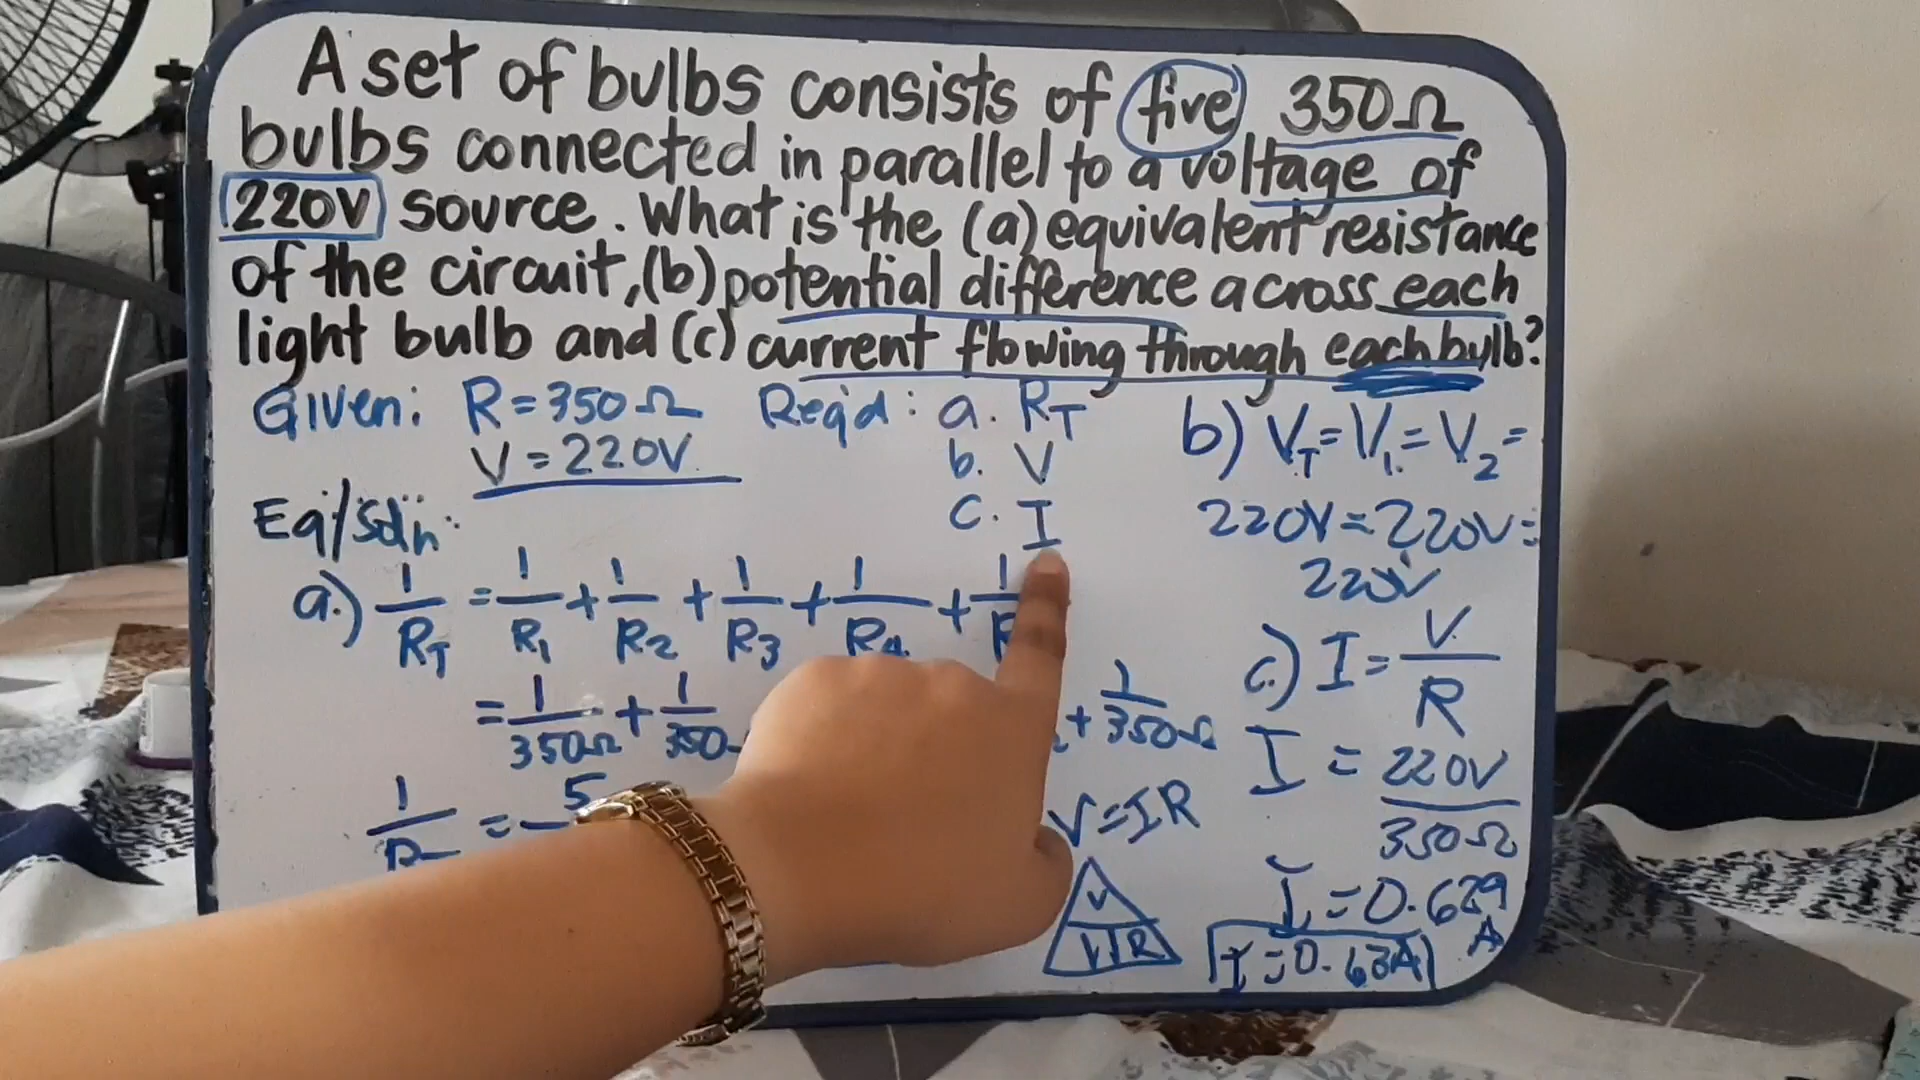 A set of bulbs consists of five 350Ω
bulbs connected in parallel to a voltage of
220V source. What is the (a) equivalent resistance
of the circuit, (b) potential difference across each
light bulb and (c) current flowing through each bulb?
Given: R = 350Ω
V = 220V
Req'd: a. RT
b. V
c. I
Eq/Soln:
a.) 1/RT = 1/R1 + 1/R2 + 1/R3 + 1/R4 + 1/R
= 1/350Ω + 1/350 + 1/350Ω
1/R = 5
V = IR
V
I R
b) VT = V1 = V2 =
220V = 220V =
220V
c.) I = V/R
I = 220V/350Ω
I = 0.629 A
I = 0.63A